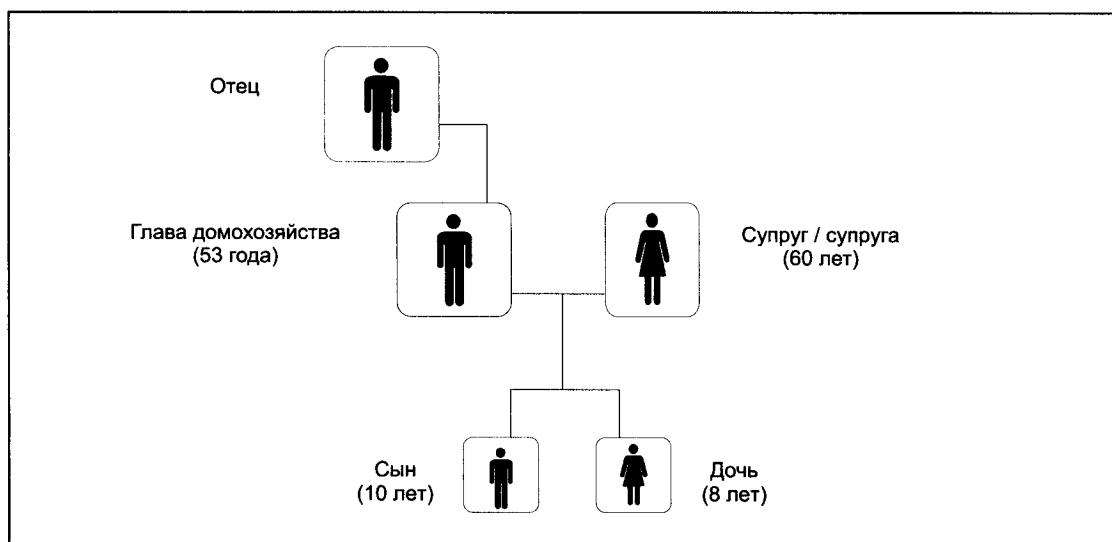 Отец
Глава домохозяйства
(53 года)
Супруг / супруга
(60 лет)
Сын
(10 лет)
Дочь
(8 лет)